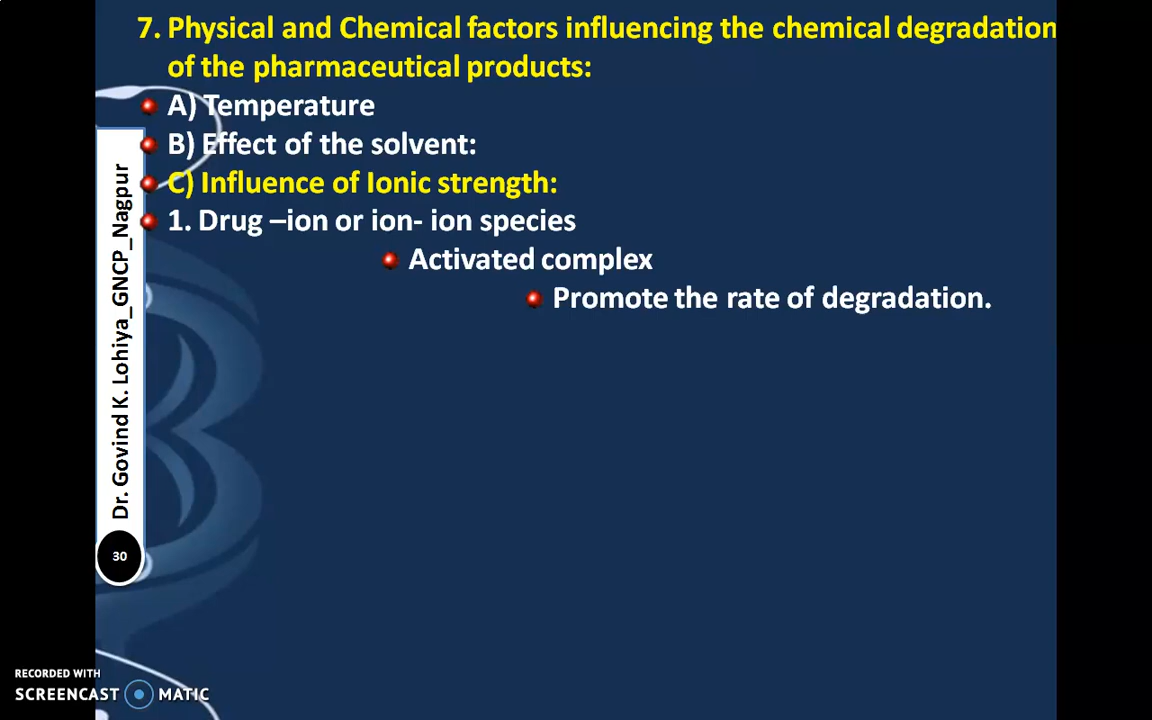 7. Physical and Chemical factors influencing the chemical degradation
of the pharmaceutical products:
A) Temperature
B) Effect of the solvent:
C) Influence of Ionic strength:
1. Drug –ion or ion- ion species
Activated complex
Promote the rate of degradation.
Dr. Govind K. Lohiya_GNCP_Nagpur
30
RECORDED WITH
SCREENCAST MATIC